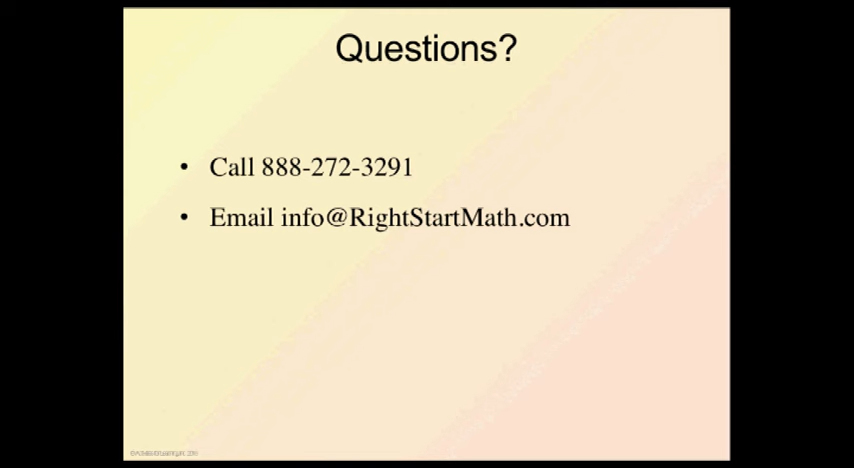 Questions?
• Call 888-272-3291
• Email info@RightStartMath.com